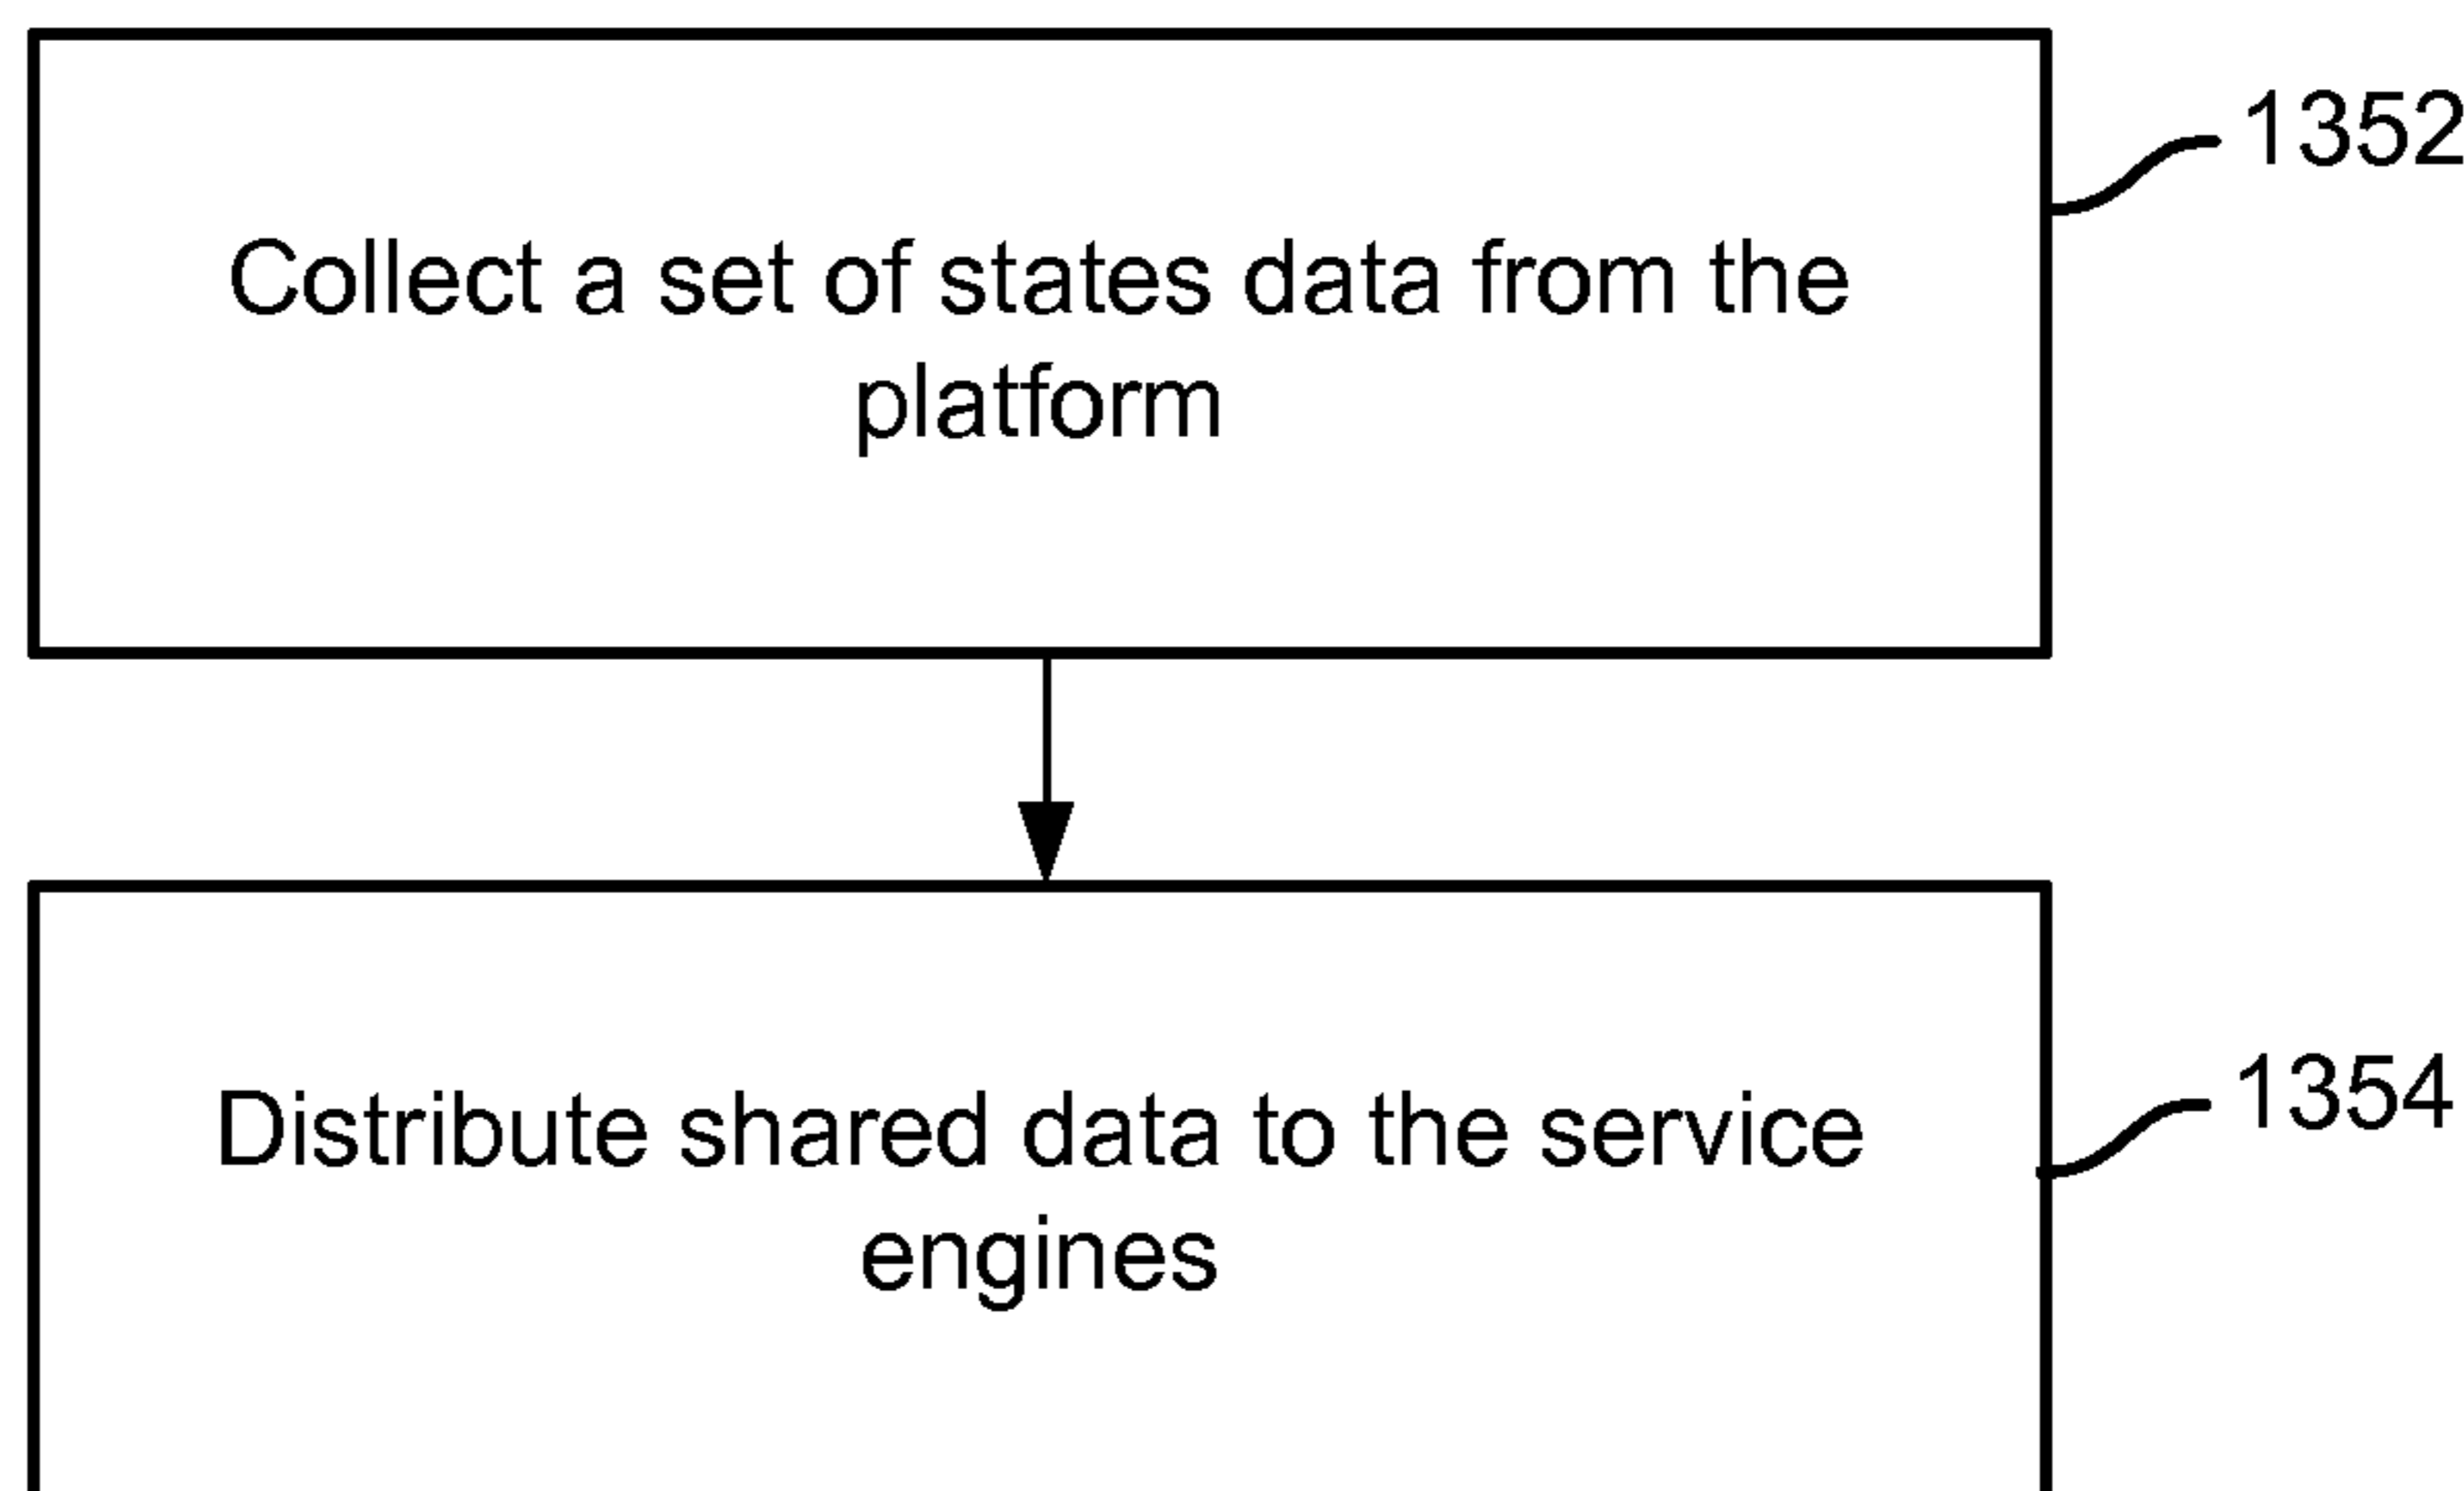 1352
Collect a set of states data from the
platform
1354
Distribute shared data to the service
engines